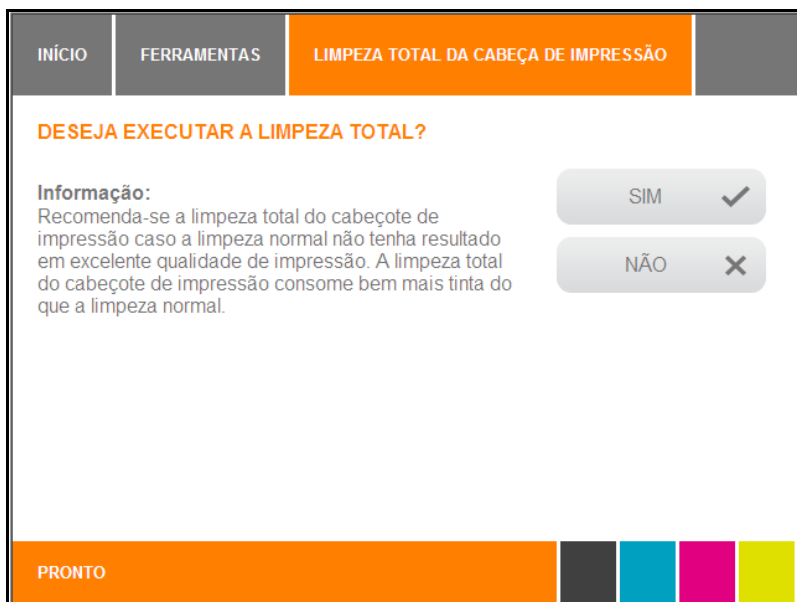 INÍCIO
FERRAMENTAS
LIMPEZA TOTAL DA CABEÇA DE IMPRESSÃO
DESEJA EXECUTAR A LIMPEZA TOTAL?
Informação:
Recomenda-se a limpeza total do cabeçote de
impressão caso a limpeza normal não tenha resultado
em excelente qualidade de impressão. A limpeza total
do cabeçote de impressão consome bem mais tinta do
que a limpeza normal.
SIM
NÃO
PRONTO